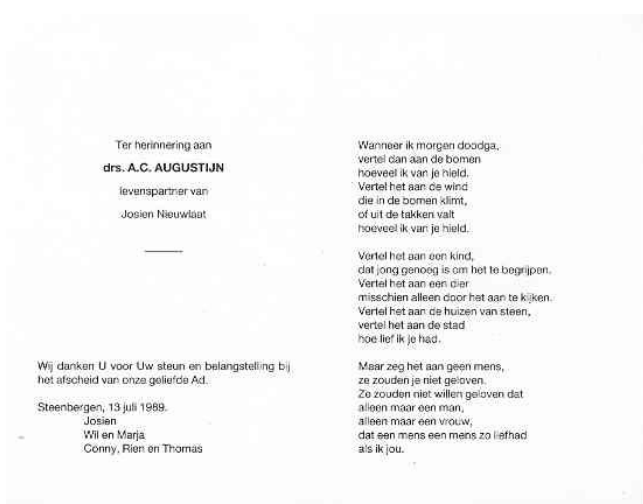 Ter herinnering aan
drs. A.C. AUGUSTIJN
levenspartner van
Josien Nieuwlaat
Wij danken U voor Uw steun en belangstelling bij
het afscheid van onze geliefde Ad.
Steenbergen, 13 juli 1989.
Josien
Wil en Marja
Conny, Rien en Thomas
Wanneer ik morgen doodga,
vertel dan aan de bomen
hoeveel ik van je hield.
Vertel het aan de wind
die in de bomen klimt,
of uit de takken valt
hoeveel ik van je hield.
Vertel het aan een kind,
dat jong genoeg is om het te begrijpen.
Vertel het aan een dier
misschien alleen door het aan te kijken.
Vertel het aan de huizen van steen,
vertel het aan de stad
hoe lief ik je had.
Maar zeg het aan geen mens,
ze zouden je niet geloven.
Ze zouden niet willen geloven dat
alleen maar een man,
alleen maar een vrouw,
dat een mens een mens zo liefhad
als ik jou.